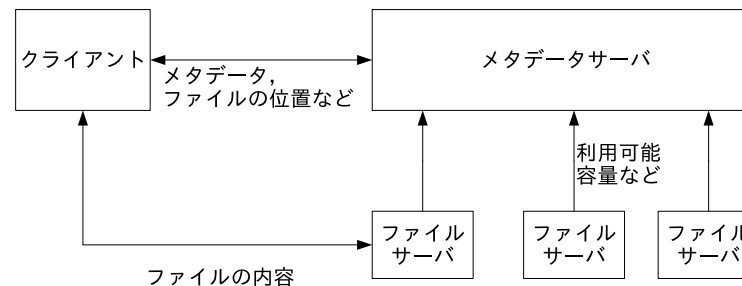 クライアント
メタデータサーバ
メタデータ,
ファイルの位置など
利用可能
容量など
ファイル
サーバ
ファイル
サーバ
ファイル
サーバ
ファイルの内容